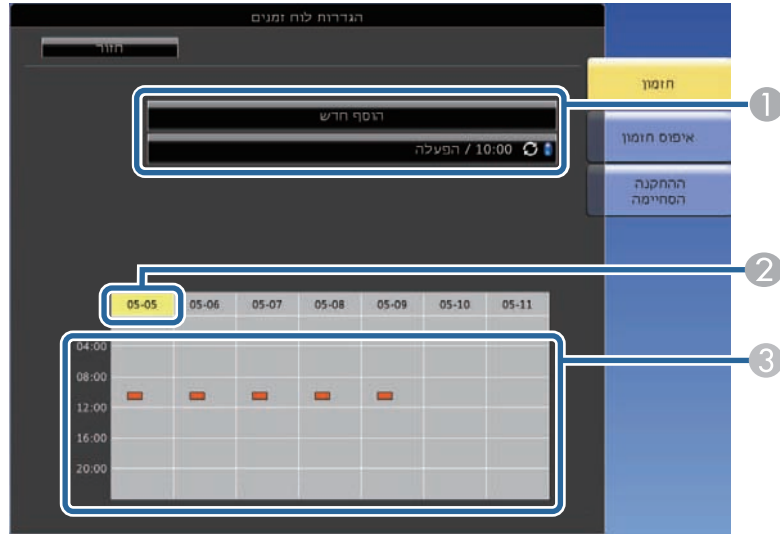 הגדרות לוח זמנים
חזור
תזמון
1
הוסף חדש
איפוס תזמון
10:00 / הפעלה
ההתקנה
הסתיימה
2
05-05 05-06 05-07 05-08 05-09 05-10 05-11
3
04:00
08:00
12:00
16:00
20:00